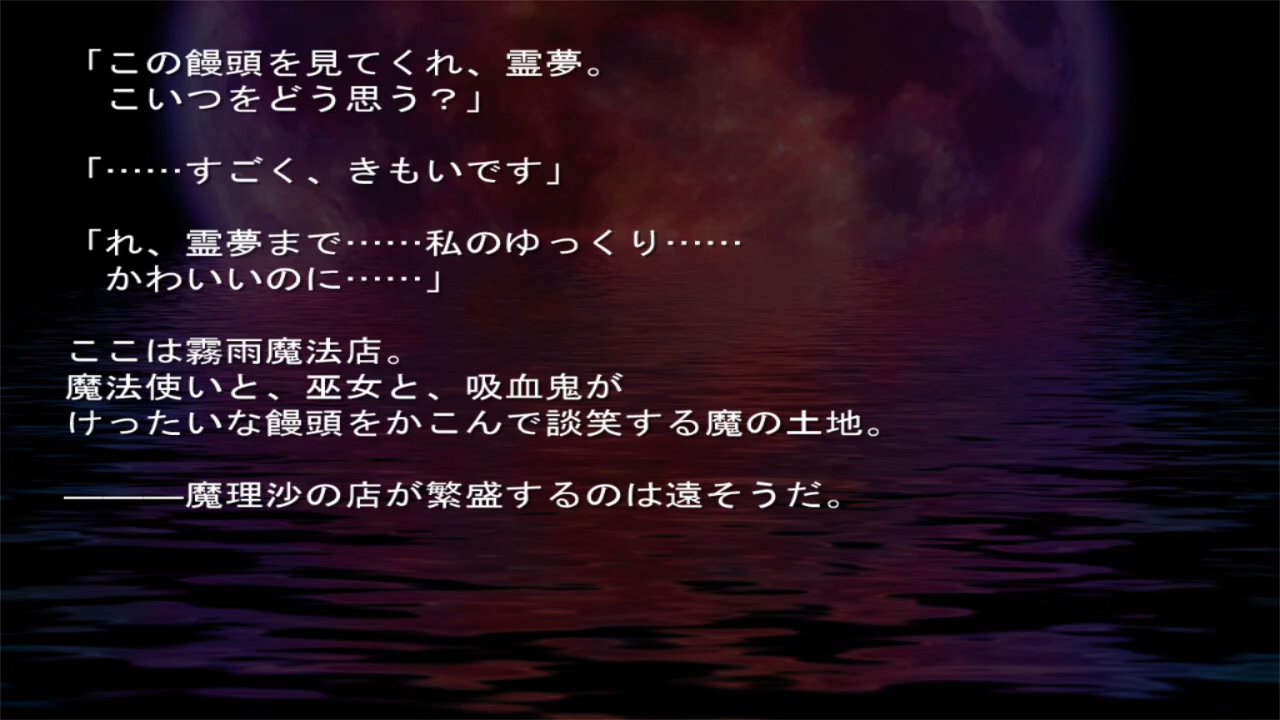 「この饅頭を見てくれ、霊夢。
こいつをどう思う？」
「……すごく、きもいです」
「れ、霊夢まで……私のゆっくり……
かわいいのに……」
ここは霧雨魔法店。
魔法使いと、巫女と、吸血鬼が
けったいな饅頭をかこんで談笑する魔の土地。
―――魔理沙の店が繁盛するのは遠そうだ。